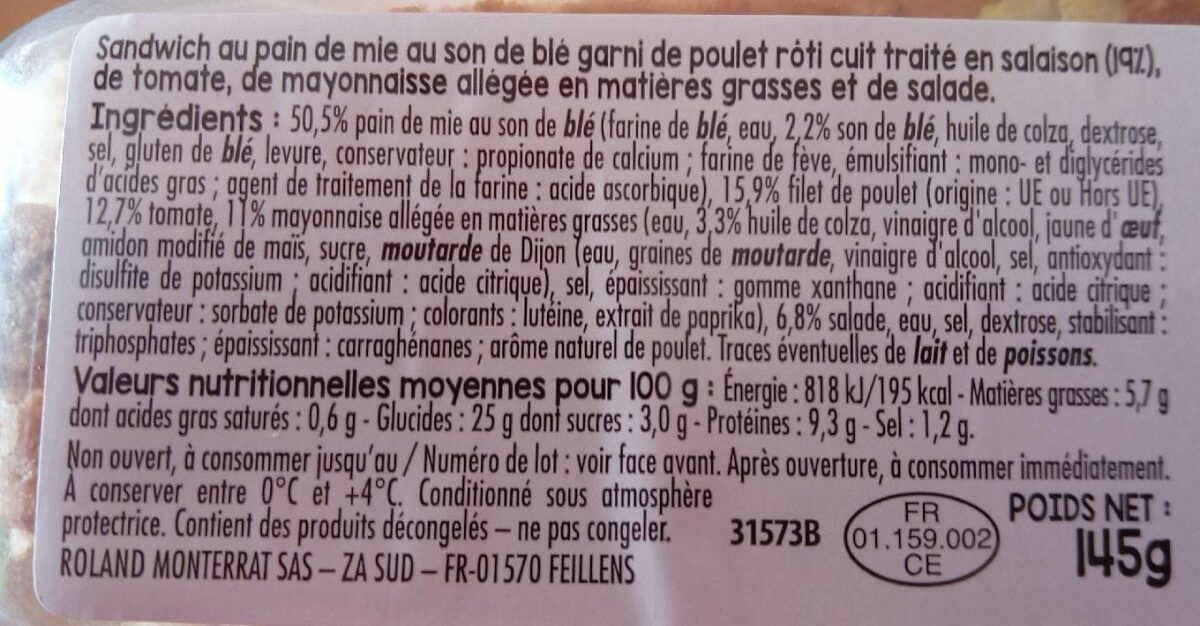 Sandwich au pain de mie au son de blé garni de poulet rôti cuit traité en salaison (19%),
de tomate, de mayonnaisse allégée en matières grasses et de salade.
Ingrédients : 50,5% pain de mie au son de blé (farine de blé, eau, 2,2% son de blé, huile de colza, dextrose,
sel, gluten de blé, levure, conservateur : propionate de calcium ; farine de fève, émulsifiant : mono- et diglycérides
d'acides gras ; agent de traitement de la farine : acide ascorbique), 15,9% filet de poulet (origine : UE ou Hors UE),
12,7% tomate, 11% mayonnaise allégée en matières grasses (eau, 3,3% huile de colza, vinaigre d'alcool, jaune d'œuf,
amidon modifié de maïs, sucre, moutarde de Dijon (eau, graines de moutarde, vinaigre d'alcool, sel, antioxydant :
disulfite de potassium ; acidifiant : acide citrique), sel, épaississant : gomme xanthane ; acidifiant : acide citrique ;
conservateur : sorbate de potassium ; colorants : lutéine, extrait de paprika), 6,8% salade, eau, sel, dextrose, stabilisant :
triphosphates ; épaississant : carraghénanes ; arôme naturel de poulet. Traces éventuelles de lait et de poissons.
Valeurs nutritionnelles moyennes pour 100 g : Énergie : 818 kJ/195 kcal - Matières grasses : 5,7 g
dont acides gras saturés : 0,6 g - Glucides : 25 g dont sucres : 3,0 g - Protéines : 9,3 g - Sel : 1,2 g.
Non ouvert, à consommer jusqu'au / Numéro de lot : voir face avant. Après ouverture, à consommer immédiatement.
À conserver entre 0°C et +4°C. Conditionné sous atmosphère
protectrice. Contient des produits décongelés – ne pas congeler.
ROLAND MONTERRAT SAS – ZA SUD – FR-01570 FEILLENS
31573B
FR
01.159.002
CE
POIDS NET :
145g